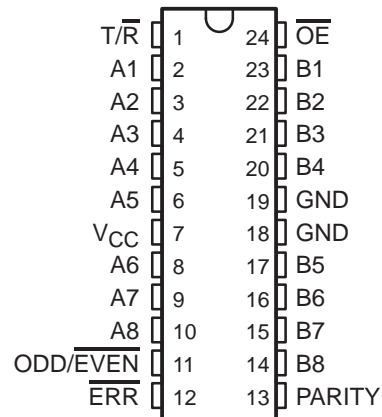 T/R 1 24 OE
A1 2 23 B1
A2 3 22 B2
A3 4 21 B3
A4 5 20 B4
A5 6 19 GND
VCC 7 18 GND
A6 8 17 B5
A7 9 16 B6
A8 10 15 B7
ODD/EVEN 11 14 B8
ERR 12 13 PARITY